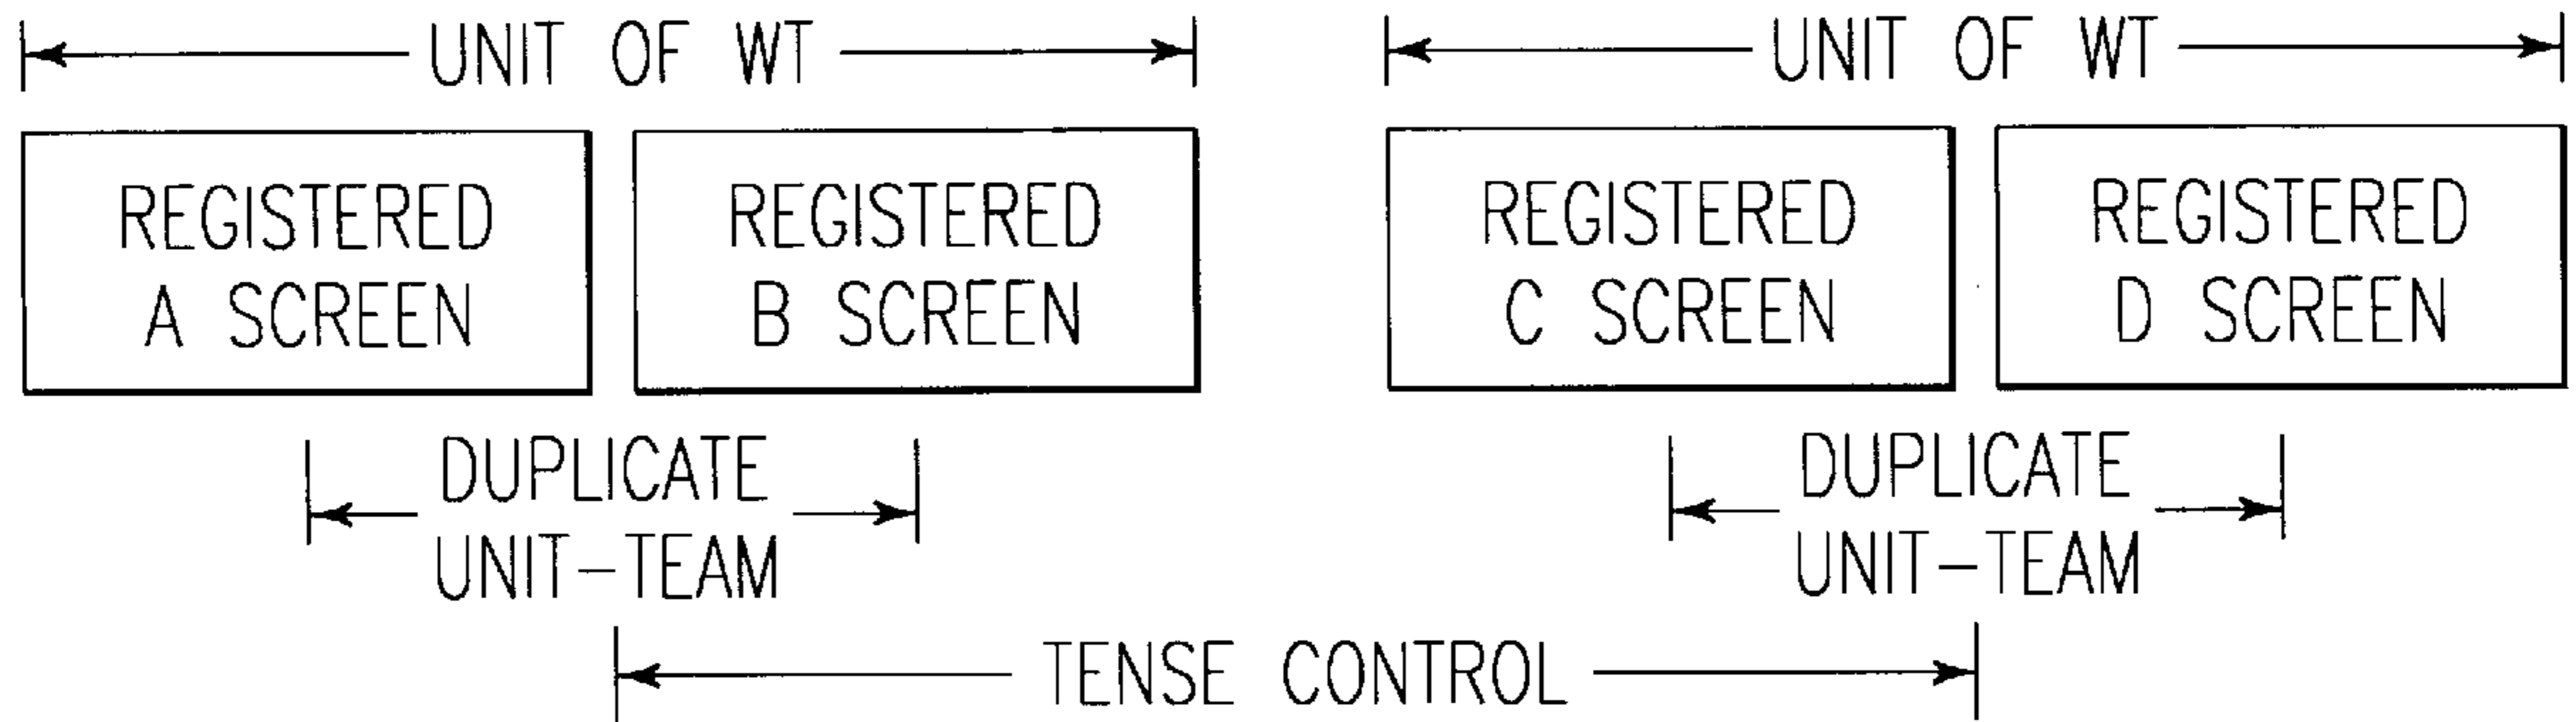 UNIT OF WT
UNIT OF WT
REGISTERED
A SCREEN
REGISTERED
B SCREEN
REGISTERED
C SCREEN
REGISTERED
D SCREEN
DUPLICATE
UNIT-TEAM
DUPLICATE
UNIT-TEAM
TENSE CONTROL